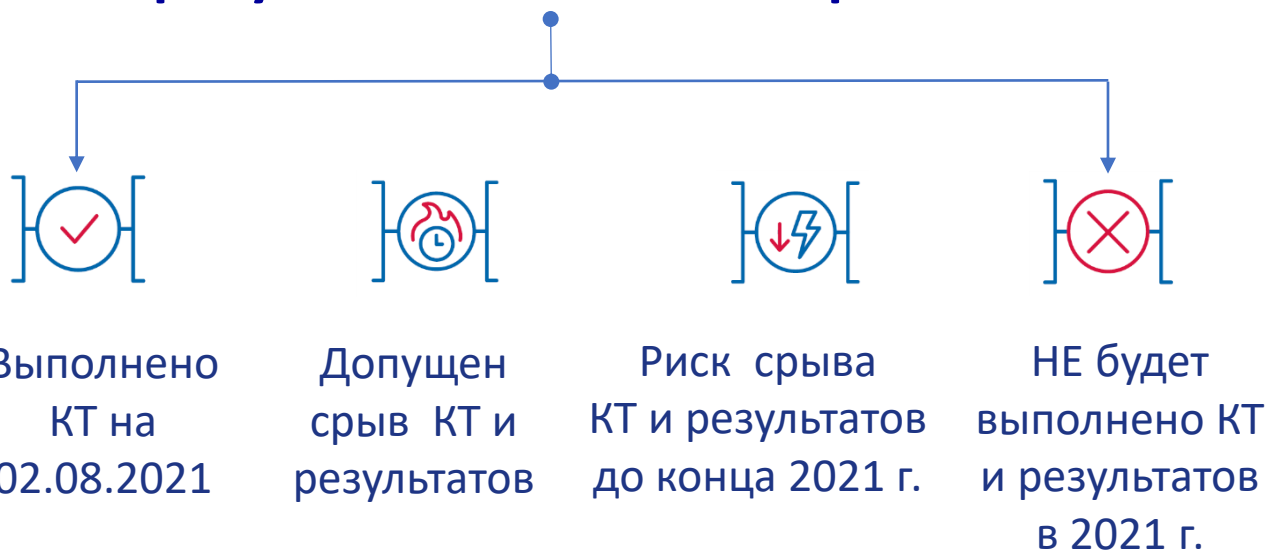 Выполнено
КТ на
02.08.2021
Допущен
срыв КТ и
результатов
Риск срыва
КТ и результатов
до конца 2021 г.
НЕ будет
выполнено КТ
и результатов
в 2021 г.